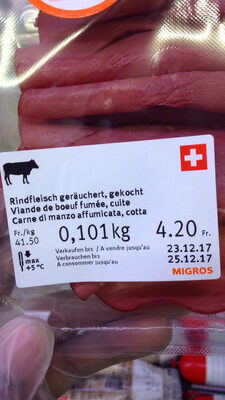 Rindfleisch geräuchert, gekocht
Viande de boeuf fumée, cuite
Carne di manzo affumicata, cotta
Fr./kg
41.50
0,101kg
4.20 Fr.
max
+5°C
Verkaufen bis / A vendre jusqu'au
23.12.17
Verbrauchen bis
A consommer jusqu'au
25.12.17
MIGROS